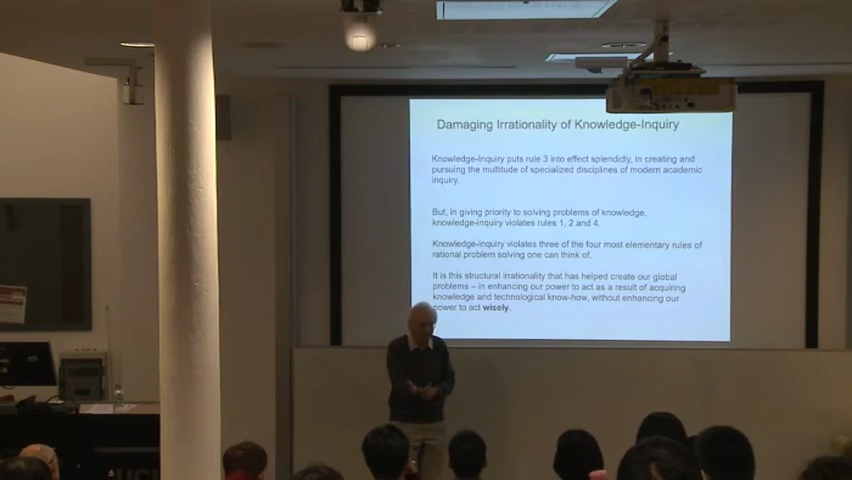 Damaging Irrationality of Knowledge-Inquiry
Knowledge-Inquiry puts rule 3 into effect splendidly, in creating and
pursuing the multitude of specialized disciplines of modern academic
inquiry.
But, in giving priority to solving problems of knowledge,
knowledge-inquiry violates rules 1, 2 and 4.
Knowledge-inquiry violates three of the four most elementary rules of
rational problem solving one can think of.
It is this structural irrationality that has helped create our global
problems – in enhancing our power to act as a result of acquiring
knowledge and technological know-how, without enhancing our
power to act wisely.